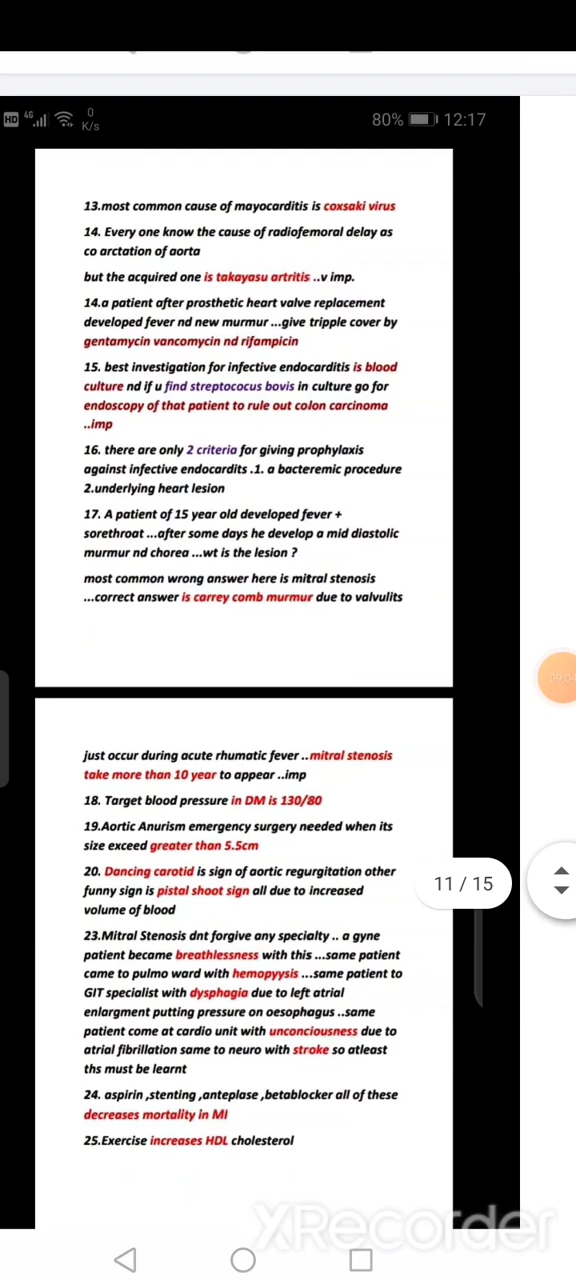 HD 4G 0 K/s 80% 12:17
13.most common cause of mayocarditis is coxsaki virus
14. Every one know the cause of radiofemoral delay as
co arctation of aorta
but the acquired one is takayasu artritis ..v imp.
14.a patient after prosthetic heart valve replacement
developed fever nd new murmur ...give tripple cover by
gentamycin vancomycin nd rifampicin
15. best investigation for infective endocarditis is blood
culture nd if u find streptococus bovis in culture go for
endoscopy of that patient to rule out colon carcinoma
..imp
16. there are only 2 criteria for giving prophylaxis
against infective endocardits .1. a bacteremic procedure
2.underlying heart lesion
17. A patient of 15 year old developed fever +
sorethroat ...after some days he develop a mid diastolic
murmur nd chorea ...wt is the lesion ?
most common wrong answer here is mitral stenosis
...correct answer is carrey comb murmur due to valvulits
09:04
just occur during acute rhumatic fever ..mitral stenosis
take more than 10 year to appear ..imp
18. Target blood pressure in DM is 130/80
19.Aortic Anurism emergency surgery needed when its
size exceed greater than 5.5cm
20. Dancing carotid is sign of aortic regurgitation other
funny sign is pistal shoot sign all due to increased
volume of blood
11 / 15
23.Mitral Stenosis dnt forgive any specialty .. a gyne
patient became breathlessness with this ...same patient
came to pulmo ward with hemopyysis ...same patient to
GIT specialist with dysphagia due to left atrial
enlargment putting pressure on oesophagus ..same
patient come at cardio unit with unconciousness due to
atrial fibrillation same to neuro with stroke so atleast
ths must be learnt
24. aspirin ,stenting ,anteplase ,betablocker all of these
decreases mortality in MI
25.Exercise increases HDL cholesterol
XRecorder